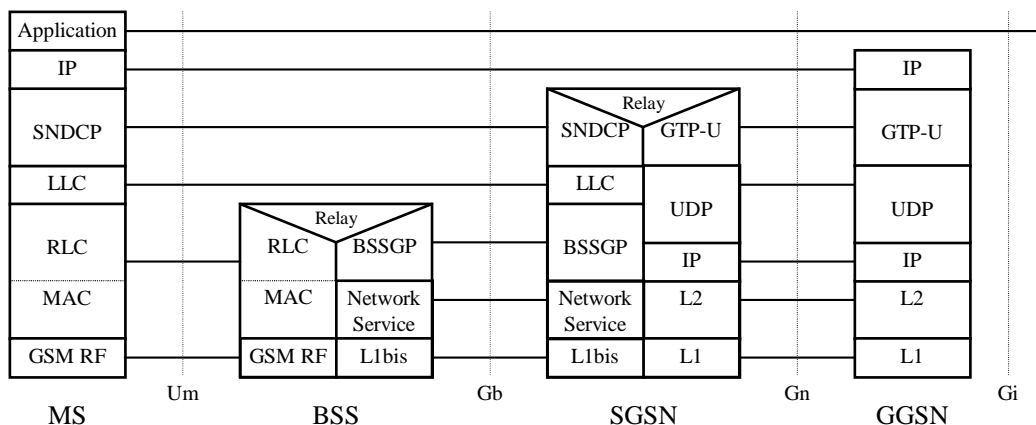 Application
IP
IP
Relay
SNDCP
SNDCP
GTP-U
GTP-U
LLC
LLC
UDP
UDP
Relay
RLC
RLC
BSSGP
BSSGP
IP
IP
MAC
MAC
Network
Service
Network
Service
L2
L2
GSM RF
GSM RF
L1bis
L1bis
L1
L1
Um
Gb
Gn
Gi
MS
BSS
SGSN
GGSN